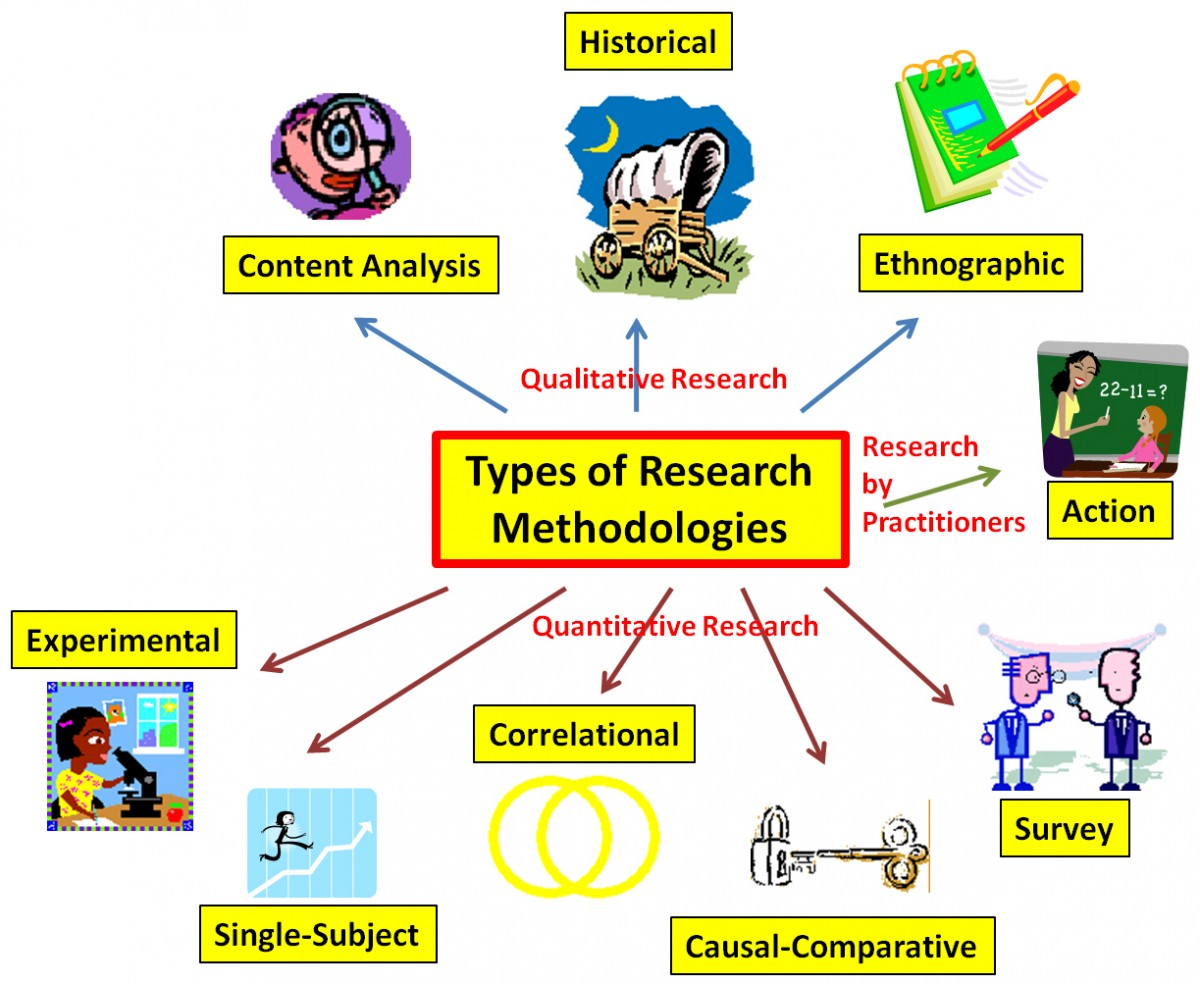 Historical
Content Analysis
Ethnographic
Qualitative Research
22-11=?
Types of Research
Methodologies
Research
by
Practitioners
Action
Quantitative Research
Experimental
Correlational
Survey
Single-Subject
Causal-Comparative